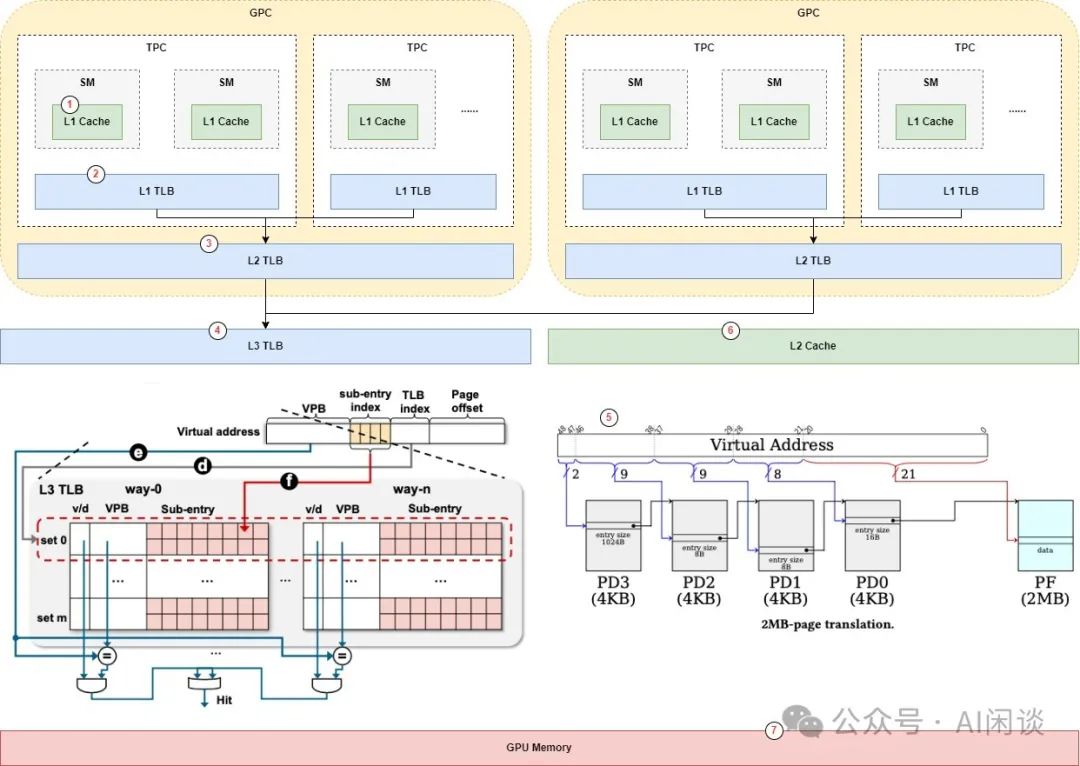 GPC
GPC
TPC
TPC
TPC
TPC
SM
SM
SM
SM
SM
SM
1
L1 Cache
L1 Cache
L1 Cache
......
L1 Cache
L1 Cache
L1 Cache
......
2
L1 TLB
L1 TLB
L1 TLB
L1 TLB
3
L2 TLB
L2 TLB
4
L3 TLB
6
L2 Cache
VPB
sub-entry index
TLB index
Page offset
Virtual address
e
d
f
L3 TLB
way-0
way-n
v/d VPB Sub-entry
v/d VPB Sub-entry
set 0
...
...
...
...
...
set m
=
...
=
Hit
5
48 47 46 38 37 29 28 21 20 0
Virtual Address
2 9 9 8 21
entry size 1024B
entry size 8B
entry size 8B
entry size 16B
data
PD3 (4KB)
PD2 (4KB)
PD1 (4KB)
PD0 (4KB)
PF (2MB)
2MB-page translation.
7
公众号 · AI闲谈
GPU Memory